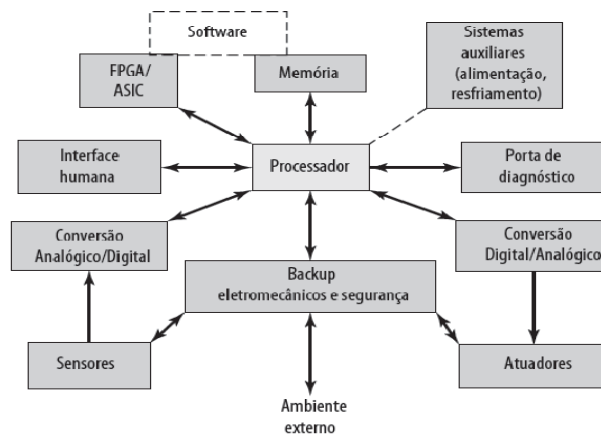 Software
Sistemas
auxiliares
(alimentação,
resfriamento)
FPGA/
ASIC
Memória
Interface
humana
Processador
Porta de
diagnóstico
Conversão
Analógico/Digital
Conversão
Digital/Analógico
Backup
eletromecânicos e segurança
Sensores
Atuadores
Ambiente
externo